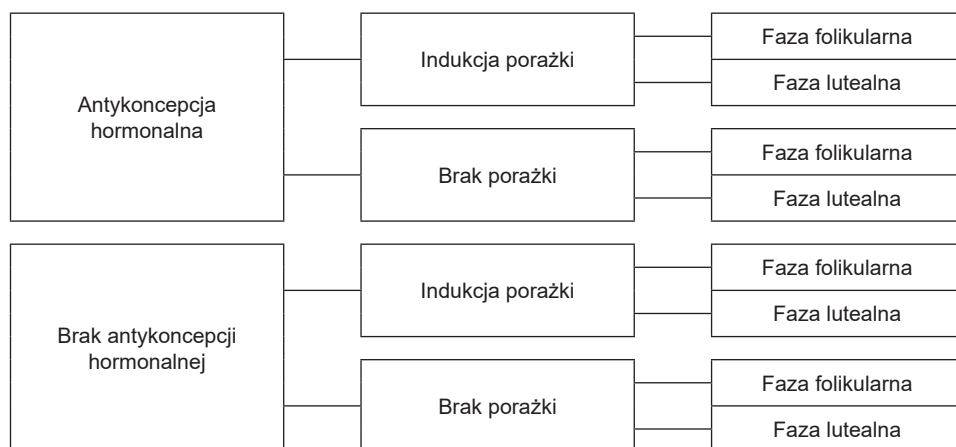 Antykoncepcja
hormonalna
Indukcja porażki
Faza folikularna
Faza lutealna
Brak porażki
Faza folikularna
Faza lutealna
Brak antykoncepcji
hormonalnej
Indukcja porażki
Faza folikularna
Faza lutealna
Brak porażki
Faza folikularna
Faza lutealna